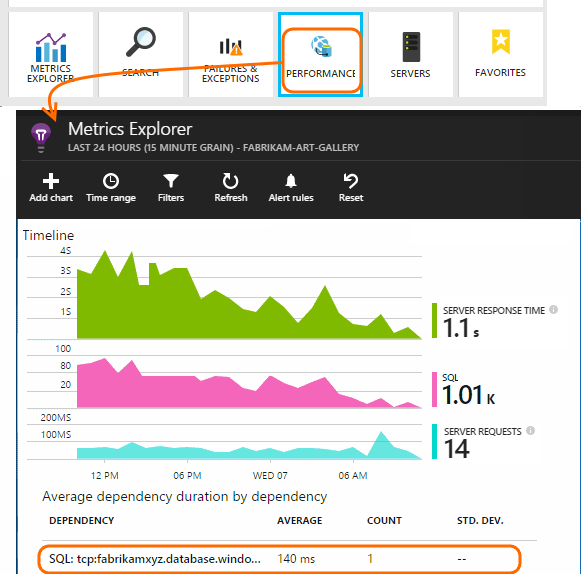 METRICS
EXPLORER
SEARCH
FAILURES &
EXCEPTIONS
PERFORMANCE
SERVERS
FAVORITES
Metrics Explorer
LAST 24 HOURS (15 MINUTE GRAIN) - FABRIKAM-ART-GALLERY
Add chart Time range Filters Refresh Alert rules Reset
Timeline
4S
3S
2S
1S
SERVER RESPONSE TIME
1.1 s
100
80
20
SQL
1.01 K
200MS
100MS
SERVER REQUESTS
14
12 PM 06 PM WED 07 06 AM
Average dependency duration by dependency
DEPENDENCY AVERAGE COUNT STD. DEV.
SQL: tcp:fabrikamxyz.database.windo... 140 ms 1 --